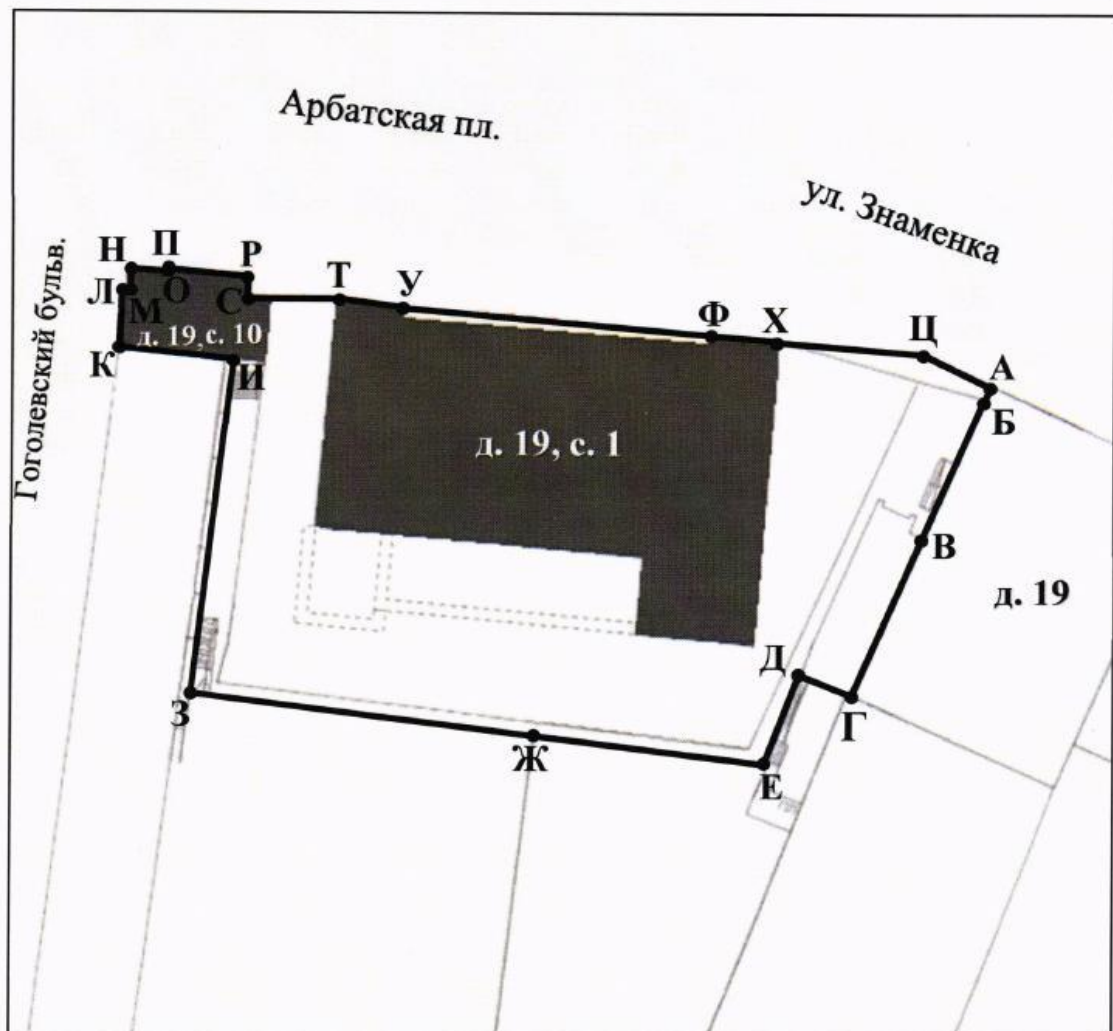 Арбатская пл.
ул. Знаменка
Гоголевский бульв.
Н П Р
Л М О С Т У
Ф Х Ц А
К д. 19, с. 10 И
Б
д. 19, с. 1
В
д. 19
Д
З Г
Ж Е